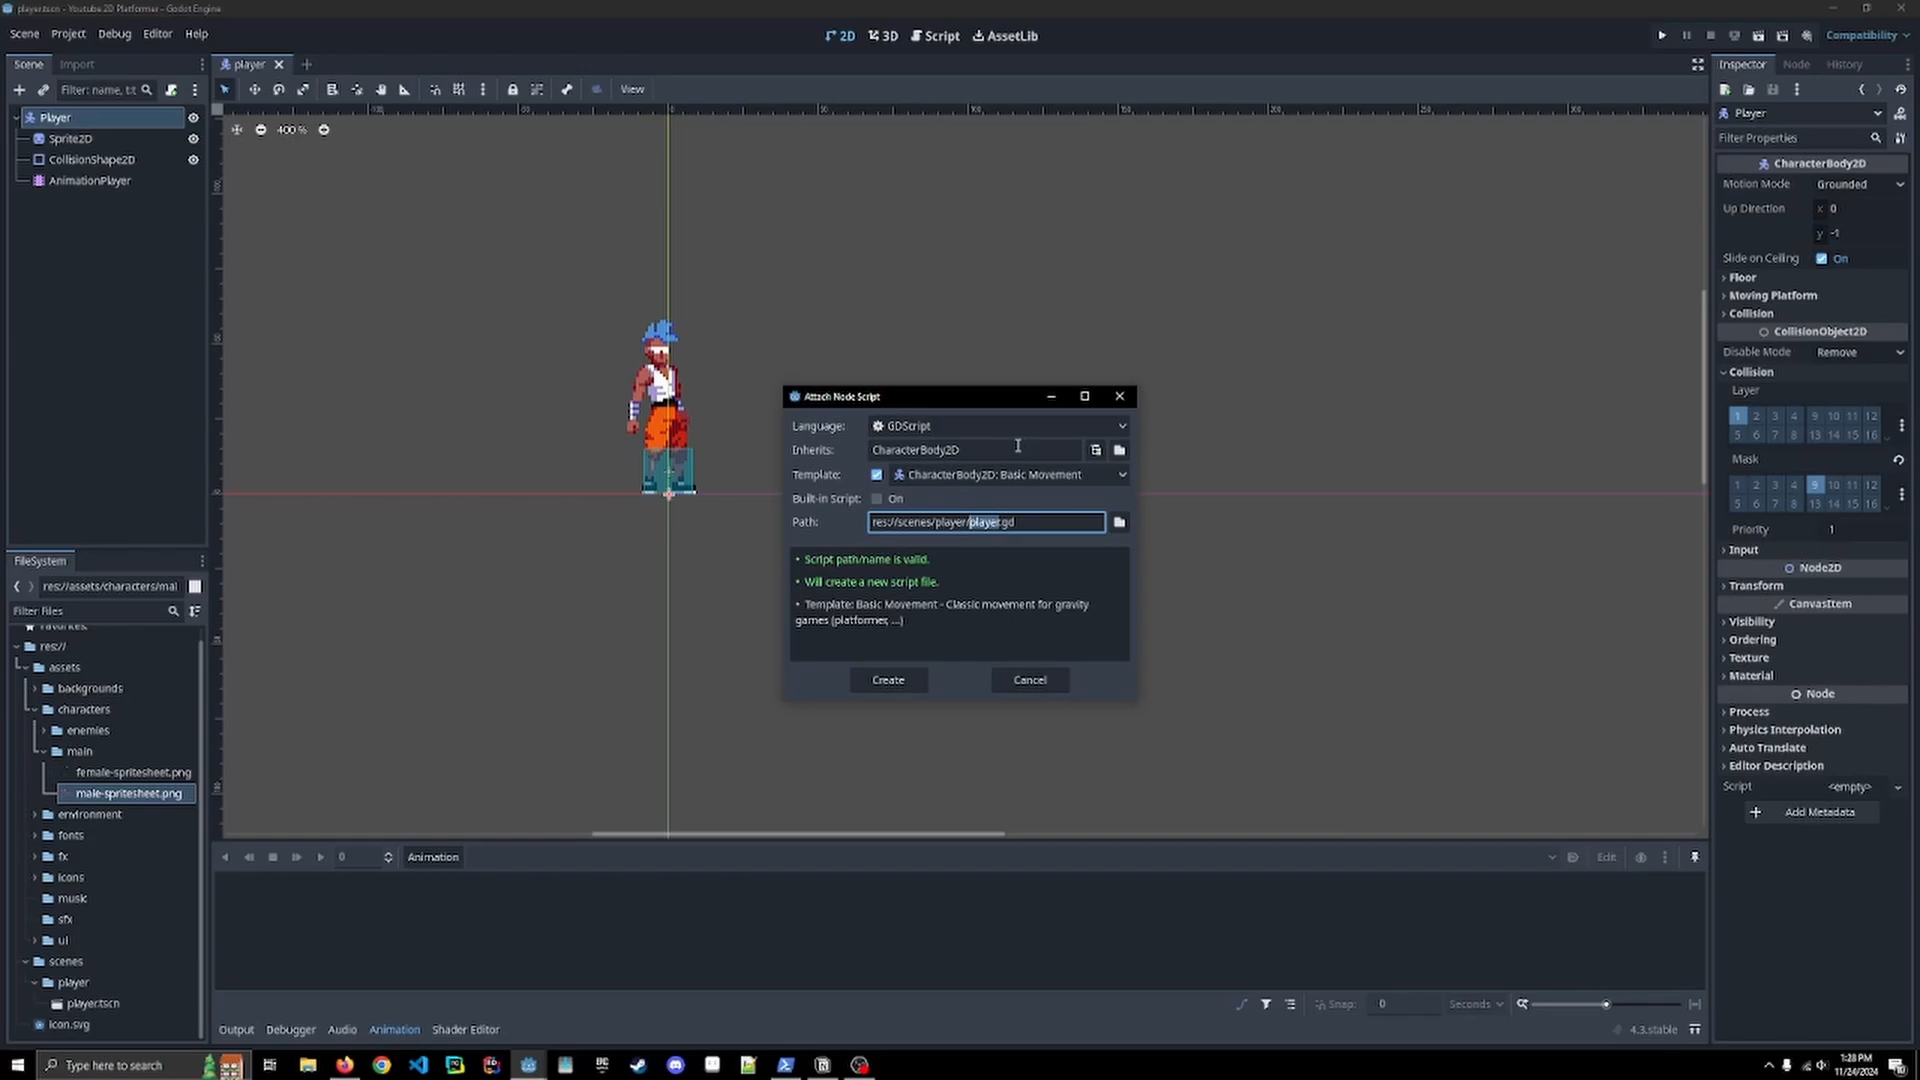 player.tscn - Youtube 2D Platformer - Godot Engine
Scene Project Debug Editor Help
2D 3D Script AssetLib
Compatibility
Scene Import
player
Inspector Node History
Filter: name, t:t
View
Player
Player
400 %
Filter Properties
Sprite2D
CollisionShape2D
AnimationPlayer
CharacterBody2D
Motion Mode Grounded
Up Direction x 0
y -1
Slide on Ceiling On
Floor
Moving Platform
Collision
CollisionObject2D
Disable Mode Remove
Collision
Layer
1 2 3 4 9 10 11 12
5 6 7 8 13 14 15 16
Mask
1 2 3 4 9 10 11 12
5 6 7 8 13 14 15 16
Priority 1
Input
Node2D
Transform
CanvasItem
Visibility
Ordering
Texture
Material
Node
Process
Physics Interpolation
Auto Translate
Editor Description
Script <empty>
Add Metadata
Attach Node Script
Language: GDScript
Inherits: CharacterBody2D
Template: CharacterBody2D: Basic Movement
Built-in Script: On
Path: res://scenes/player/player.gd
• Script path/name is valid.
• Will create a new script file.
• Template: Basic Movement - Classic movement for gravity
games (platformer, ...)
Create Cancel
FileSystem
res://assets/characters/mal
Filter Files
Favorites:
res://
assets
backgrounds
characters
enemies
main
female-spritesheet.png
male-spritesheet.png
environment
fonts
fx
icons
music
sfx
ui
scenes
player
player.tscn
icon.svg
0 Animation Edit
Snap: 0 Seconds
Output Debugger Audio Animation Shader Editor
4.3.stable
Type here to search
1:28 PM
11/24/2024